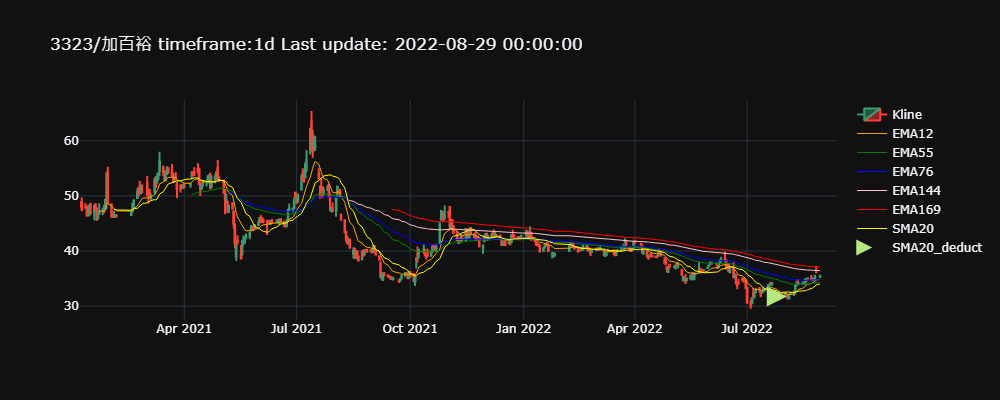 3323/加百裕 timeframe:1d Last update: 2022-08-29 00:00:00
Kline
EMA12
EMA55
EMA76
EMA144
EMA169
SMA20
SMA20_deduct
60
50
40
30
Apr 2021
Jul 2021
Oct 2021
Jan 2022
Apr 2022
Jul 2022